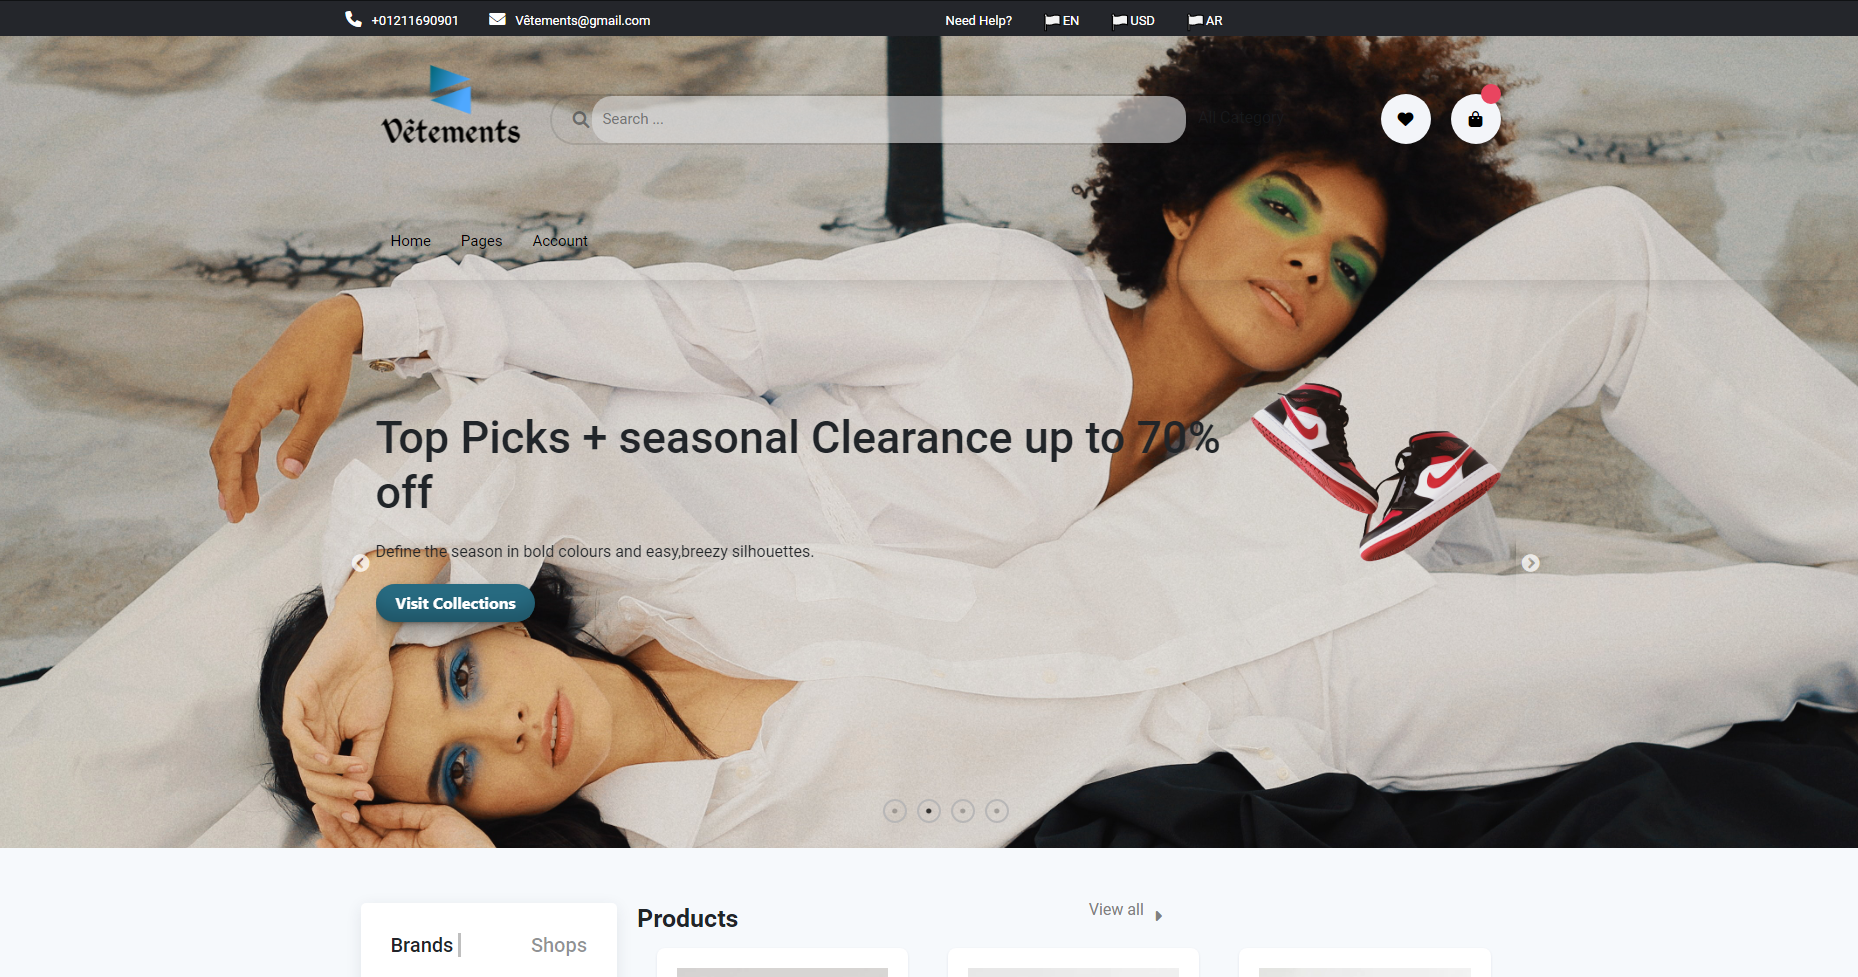 +01211690901
Vêtements@gmail.com
Need Help?
EN
USD
AR
Vêtements
Search ...
All Category
Home
Pages
Account
Top Picks + seasonal Clearance up to 70%
off
Define the season in bold colours and easy,breezy silhouettes.
Visit Collections
Products
View all
Brands
Shops